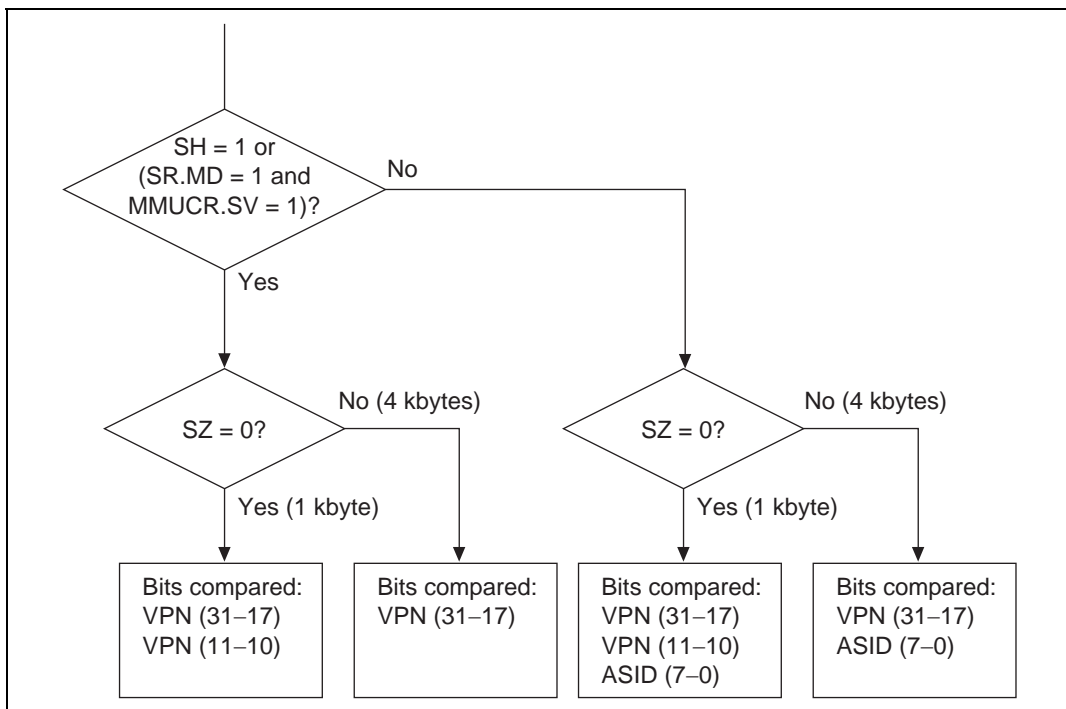 SH = 1 or
(SR.MD = 1 and
MMUCR.SV = 1)?
No
Yes
SZ = 0?
No (4 kbytes)
Yes (1 kbyte)
SZ = 0?
No (4 kbytes)
Yes (1 kbyte)
Bits compared:
VPN (31–17)
VPN (11–10)
Bits compared:
VPN (31–17)
Bits compared:
VPN (31–17)
VPN (11–10)
ASID (7–0)
Bits compared:
VPN (31–17)
ASID (7–0)